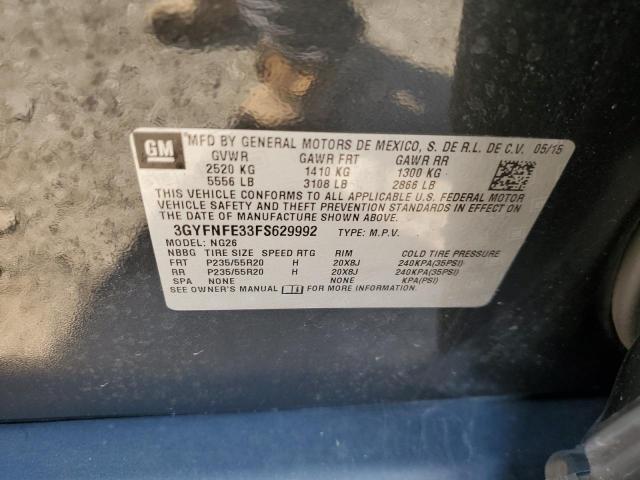 GM MFD BY GENERAL MOTORS DE MEXICO, S. DE R.L. DE C.V. 05/15
GVWR GAWR FRT GAWR RR
2520 KG 1410 KG 1300 KG
5556 LB 3108 LB 2866 LB
THIS VEHICLE CONFORMS TO ALL APPLICABLE U.S. FEDERAL MOTOR
VEHICLE SAFETY AND THEFT PREVENTION STANDARDS IN EFFECT ON
THE DATE OF MANUFACTURE SHOWN ABOVE.
3GYFNFE33FS629992 TYPE: M.P.V.
MODEL: NG26
NBBG TIRE SIZE SPEED RTG RIM COLD TIRE PRESSURE
FRT P235/55R20 H 20X8J 240KPA(35PSI)
RR P235/55R20 H 20X8J 240KPA(35PSI)
SPA NONE NONE KPA(PSI)
SEE OWNER'S MANUAL FOR MORE INFORMATION.